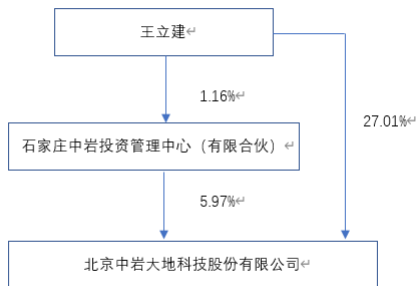 王立建
1.16%
27.01%
石家庄中岩投资管理中心（有限合伙）
5.97%
北京中岩大地科技股份有限公司